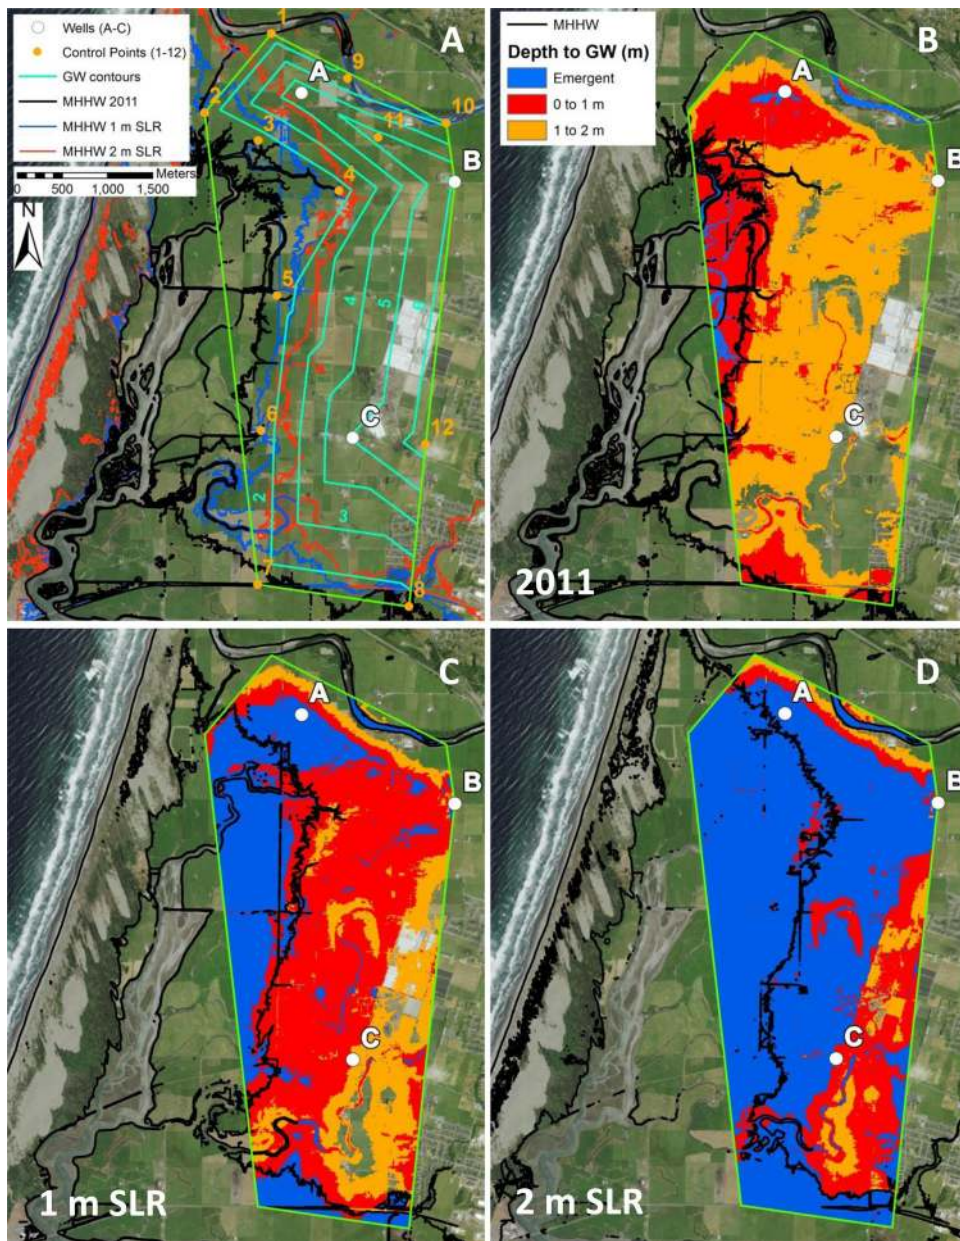 Wells (A-C)
Control Points (1-12)
GW contours
MHHW 2011
MHHW 1 m SLR
MHHW 2 m SLR
Meters
0 500 1,000 1,500
N
A
1
2
3
4
5
6
7
8
9
10
11
12
A
B
C
2
3
4
5
6
MHHW
Depth to GW (m)
Emergent
0 to 1 m
1 to 2 m
B
A
B
C
2011
C
A
B
C
1 m SLR
D
A
B
C
2 m SLR